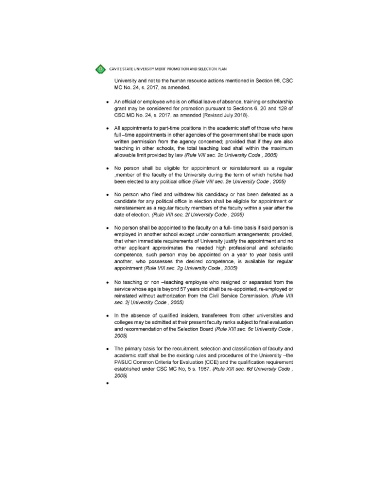 CAVITE STATE UNIVERSITY MERIT PROMOTION AND SELECTION PLAN
University and not to the human resource actions mentioned in Section 98, CSC
MC No. 24, s. 2017, as amended.
• An official or employee who is on official leave of absence, training or scholarship
grant may be considered for promotion pursuant to Sections 6, 20 and 129 of
CSC MC No. 24, s. 2017, as amended (Revised July 2018).
• All appointments to part-time positions in the academic staff of those who have
full –time appointments in other agencies of the government shall be made upon
written permission from the agency concerned; provided that if they are also
teaching in other schools, the total teaching load shall within the maximum
allowable limit provided by law (Rule VIII sec. 2c University Code , 2005)
• No person shall be eligible for appointment or reinstatement as a regular
member of the faculty of the University during the term of which he/she had
been elected to any political office (Rule VIII sec. 2e University Code , 2005)
• No person who filed and withdrew his candidacy or has been defeated as a
candidate for any political office in election shall be eligible for appointment or
reinstatement as a regular faculty members of the faculty within a year after the
date of election. (Rule VIII sec. 2f University Code , 2005)
• No person shall be appointed to the faculty on a full- time basis if said person is
employed in another school except under consortium arrangements; provided,
that when immediate requirements of University justify the appointment and no
other applicant approximates the needed high professional and scholastic
competence, such person may be appointed on a year to year basis until
another, who possesses the desired competence, is available for regular
appointment (Rule VIII sec. 2g University Code , 2005)
• No teaching or non –teaching employee who resigned or separated from the
service whose age is beyond 57 years old shall be re-appointed, re-employed or
reinstated without authorization from the Civil Service Commission. (Rule VIII
sec. 2j University Code , 2005)
• In the absence of qualified insiders, transferees from other universities and
colleges may be admitted at their present faculty ranks subject to final evaluation
and recommendation of the Selection Board (Rule XIII sec. 6c University Code ,
2005)
• The primary basis for the recruitment, selection and classification of faculty and
academic staff shall be the existing rules and procedures of the University –the
PASUC Common Criteria for Evaluation (CCE) and the qualification requirement
established under CSC MC No, 5 s. 1987. (Rule XIII sec. 6d University Code ,
2005)
•